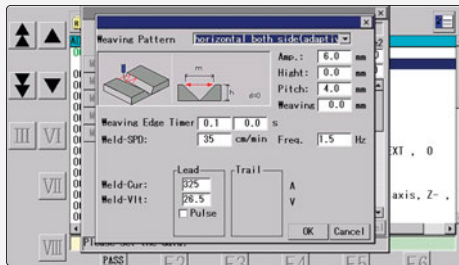 Weaving Pattern horizontal both side(adaptiv
Amp.: 6.0 mm
Hight: 0.0 mm
Pitch: 4.0 mm
Weaving 0.0 mm
m
h
d=0
Weaving Edge Timer 0.1 0.0 s
Weld-SPD: 35 cm/min Freq. 1.5 Hz
Lead Trail
Weld-Cur: 325 A
Weld-Vlt: 26.5 V
Pulse
OK Cancel
III VI
VII
VIII
EXT , 0
axis, Z- ,
Please set the data.
PASS F2 F3 F4 F5 F6